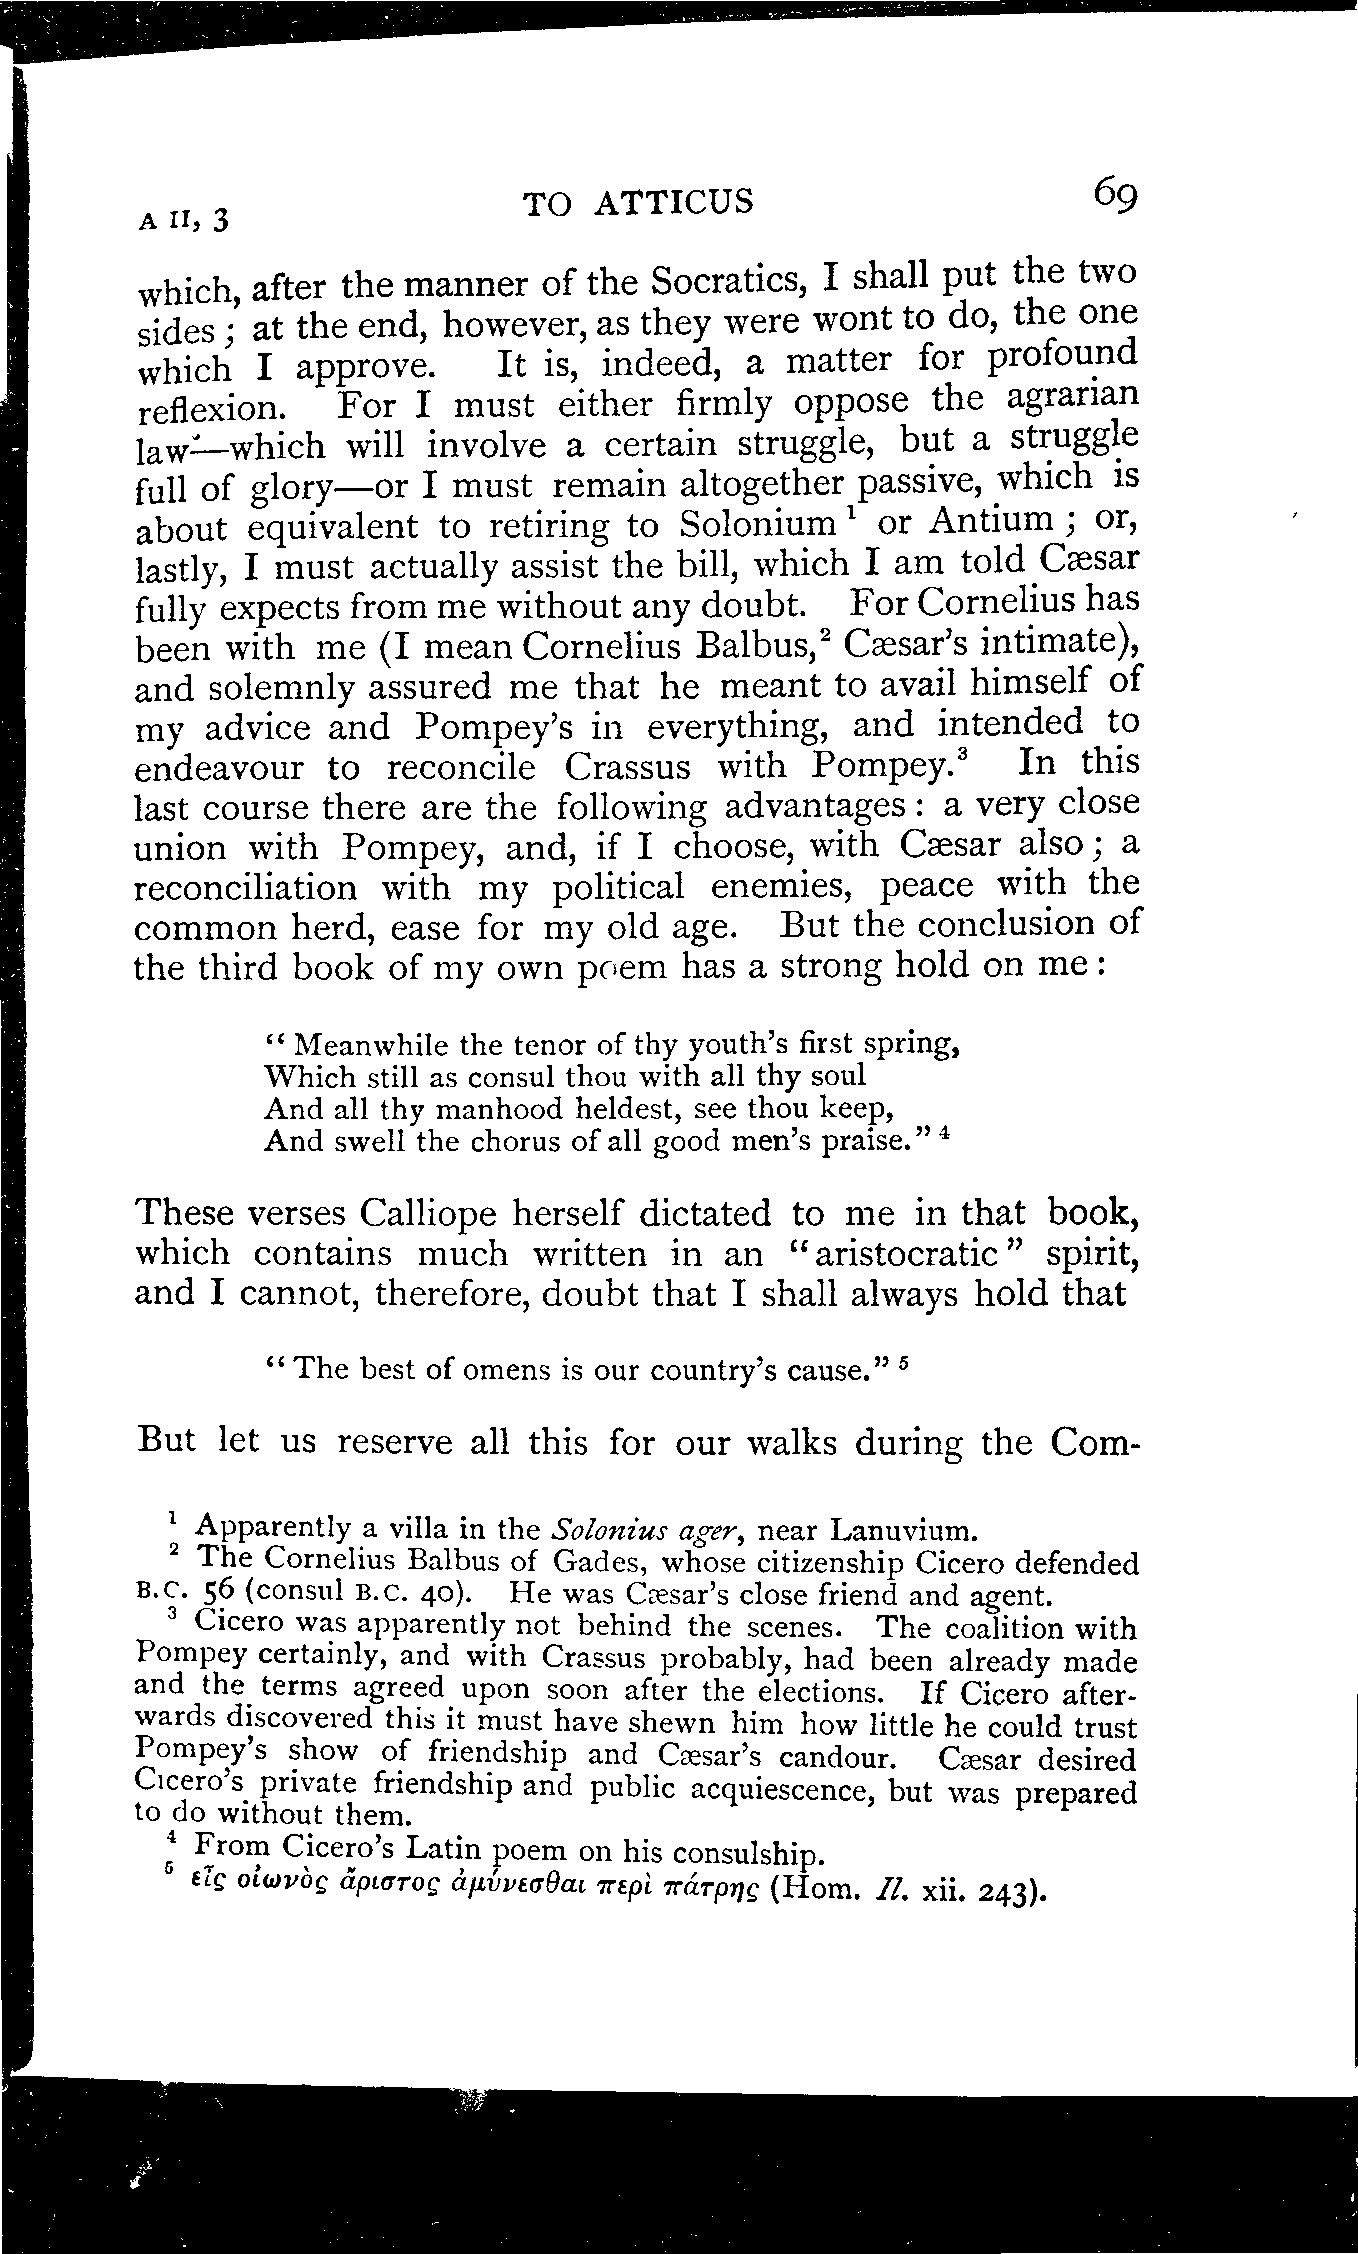 A II, 3 TO ATTICUS 69
which, after the manner of the Socratics, I shall put the two
sides ; at the end, however, as they were wont to do, the one
which I approve. It is, indeed, a matter for profound
reflexion. For I must either firmly oppose the agrarian
law—which will involve a certain struggle, but a struggle
full of glory—or I must remain altogether passive, which is
about equivalent to retiring to Solonium ¹ or Antium ; or,
lastly, I must actually assist the bill, which I am told Cæsar
fully expects from me without any doubt. For Cornelius has
been with me (I mean Cornelius Balbus,² Cæsar's intimate),
and solemnly assured me that he meant to avail himself of
my advice and Pompey's in everything, and intended to
endeavour to reconcile Crassus with Pompey.³ In this
last course there are the following advantages : a very close
union with Pompey, and, if I choose, with Cæsar also ; a
reconciliation with my political enemies, peace with the
common herd, ease for my old age. But the conclusion of
the third book of my own poem has a strong hold on me :
“ Meanwhile the tenor of thy youth's first spring,
Which still as consul thou with all thy soul
And all thy manhood heldest, see thou keep,
And swell the chorus of all good men's praise.” ⁴
These verses Calliope herself dictated to me in that book,
which contains much written in an “aristocratic” spirit,
and I cannot, therefore, doubt that I shall always hold that
“ The best of omens is our country's cause.” ⁵
But let us reserve all this for our walks during the Com-
¹ Apparently a villa in the Solonius ager, near Lanuvium.
² The Cornelius Balbus of Gades, whose citizenship Cicero defended
B.C. 56 (consul B.C. 40). He was Cæsar's close friend and agent.
³ Cicero was apparently not behind the scenes. The coalition with
Pompey certainly, and with Crassus probably, had been already made
and the terms agreed upon soon after the elections. If Cicero after-
wards discovered this it must have shewn him how little he could trust
Pompey's show of friendship and Cæsar's candour. Cæsar desired
Cicero's private friendship and public acquiescence, but was prepared
to do without them.
⁴ From Cicero's Latin poem on his consulship.
⁵ εἷς οἰωνὸς ἄριστος ἀμύνεσθαι περὶ πάτρης (Hom. Il. xii. 243).